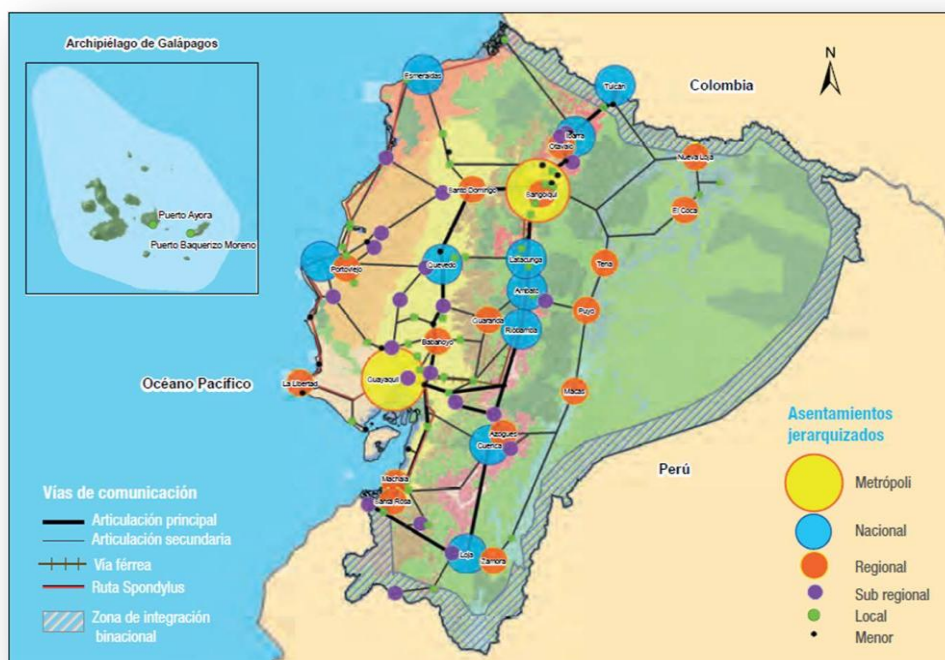 Archipiélago de Galápagos
Puerto Ayora
Puerto Baquerizo Moreno
N
Colombia
Esmeraldas
Tulcán
Ibarra
Otavalo
Nueva Loja
Santo Domingo
Sangolquí
El Coca
Latacunga
Portoviejo
Quevedo
Tena
Ambato
Puyo
Guaranda
Riobamba
Babahoyo
Océano Pacífico
La Libertad
Guayaquil
Macas
Azogues
Cuenca
Perú
Machala
Santa Rosa
Loja
Zamora
Vías de comunicación
Articulación principal
Articulación secundaria
Vía férrea
Ruta Spondylus
Zona de integración
binacional
Asentamientos
jerarquizados
Metrópoli
Nacional
Regional
Sub regional
Local
Menor